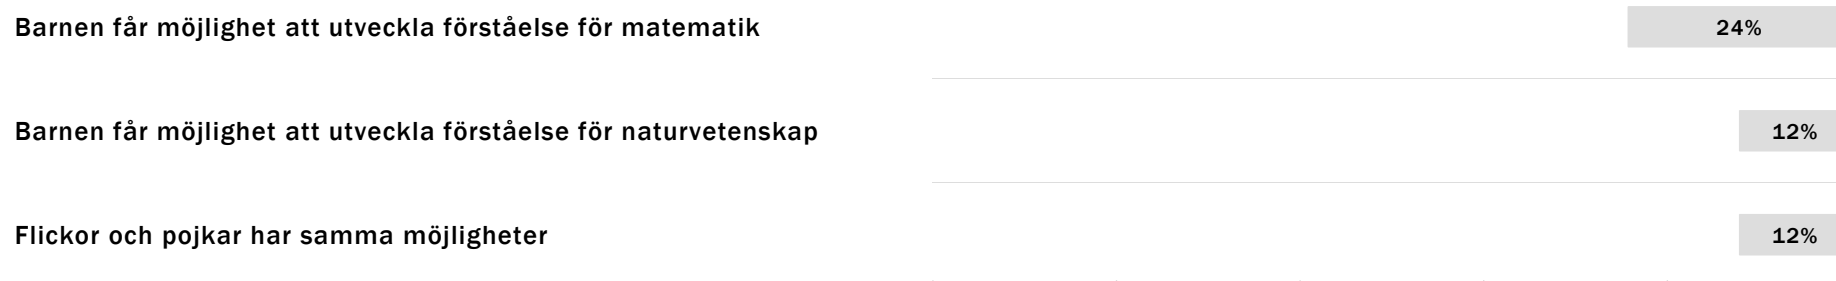 Barnen får möjlighet att utveckla förståelse för matematik 24%
Barnen får möjlighet att utveckla förståelse för naturvetenskap 12%
Flickor och pojkar har samma möjligheter 12%